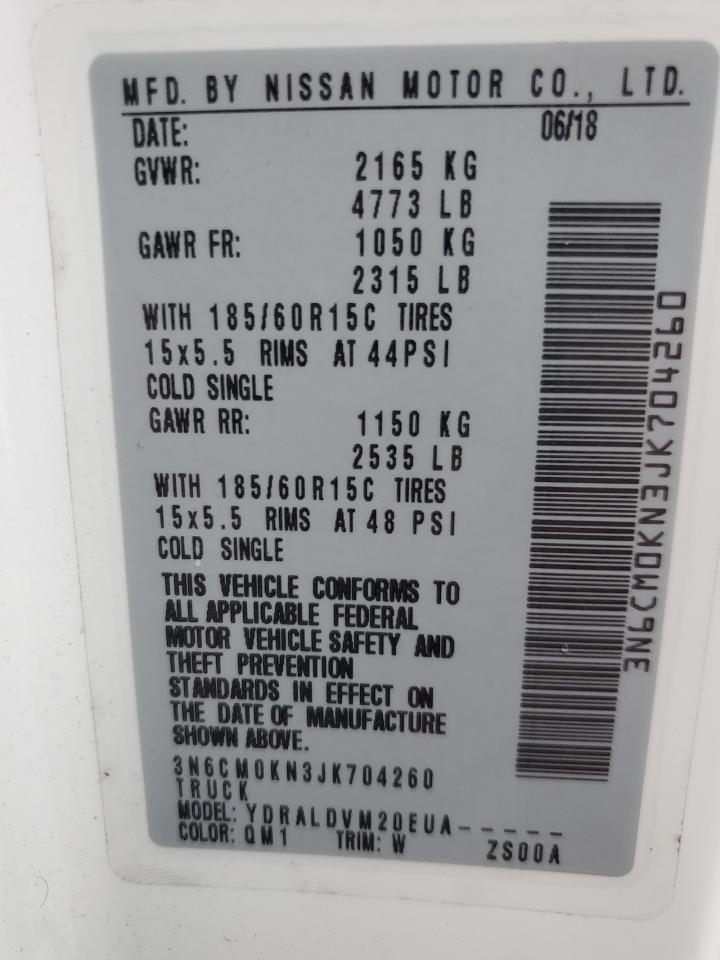 MFD. BY NISSAN MOTOR CO., LTD.
DATE: 06/18
GVWR: 2165 KG
4773 LB
GAWR FR: 1050 KG
2315 LB
WITH 185/60R15C TIRES
15x5.5 RIMS AT 44PSI
COLD SINGLE
GAWR RR: 1150 KG
2535 LB
WITH 185/60R15C TIRES
15x5.5 RIMS AT 48 PSI
COLD SINGLE
THIS VEHICLE CONFORMS TO
ALL APPLICABLE FEDERAL
MOTOR VEHICLE SAFETY AND
THEFT PREVENTION
STANDARDS IN EFFECT ON
THE DATE OF MANUFACTURE
SHOWN ABOVE.
3N6CM0KN3JK704260
TRUCK
MODEL: YDRALDVM20EUA-----
COLOR: QM1 TRIM: W ZS00A
3N6CM0KN3JK704260